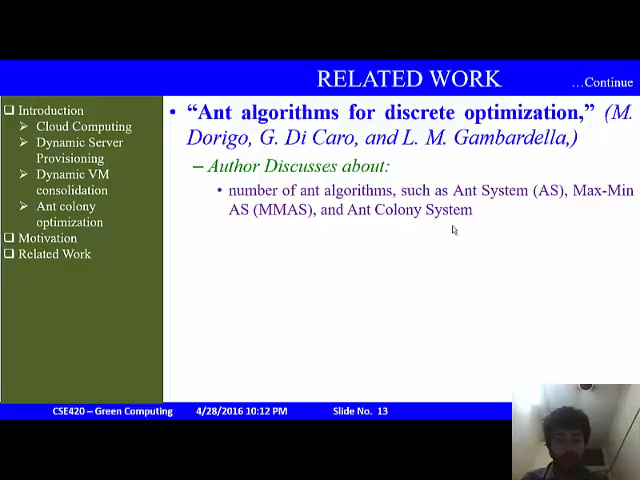 RELATED WORK
…Continue
❑ Introduction
➢ Cloud Computing
➢ Dynamic Server
Provisioning
➢ Dynamic VM
consolidation
➢ Ant colony
optimization
❑ Motivation
❑ Related Work
• “Ant algorithms for discrete optimization,” (M.
Dorigo, G. Di Caro, and L. M. Gambardella,)
– Author Discusses about:
• number of ant algorithms, such as Ant System (AS), Max-Min
AS (MMAS), and Ant Colony System
CSE420 – Green Computing 4/28/2016 10:12 PM Slide No. 13